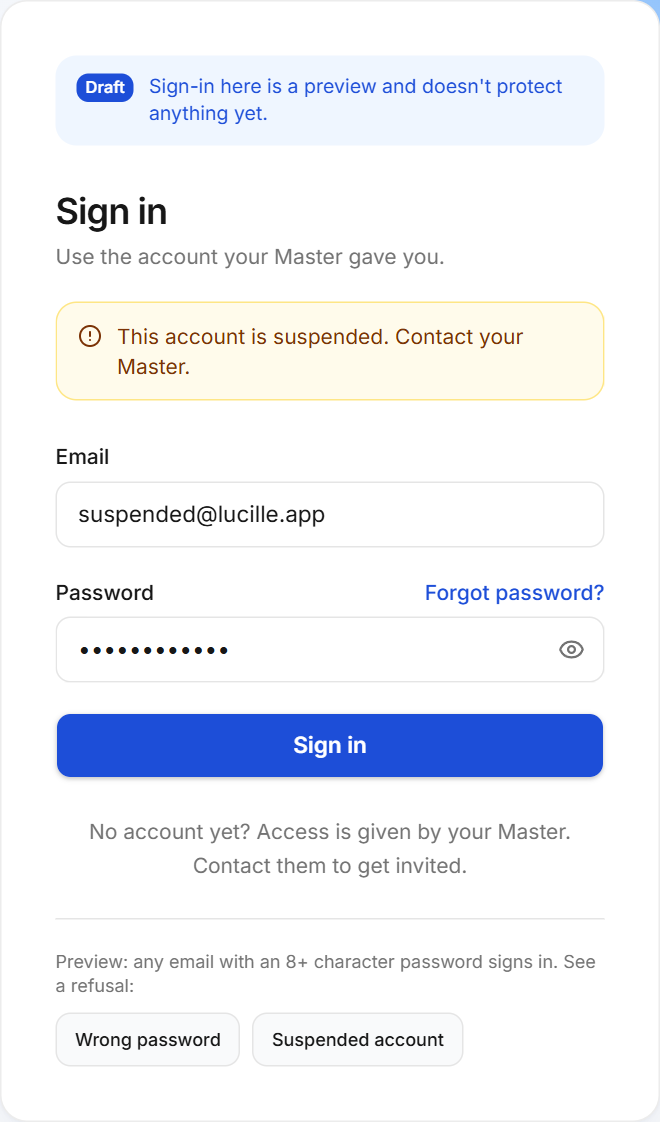 Draft
Sign-in here is a preview and doesn't protect
anything yet.
Sign in
Use the account your Master gave you.
This account is suspended. Contact your
Master.
Email
suspended@lucille.app
Password
Forgot password?
••••••••••••
Sign in
No account yet? Access is given by your Master.
Contact them to get invited.
Preview: any email with an 8+ character password signs in. See
a refusal:
Wrong password
Suspended account